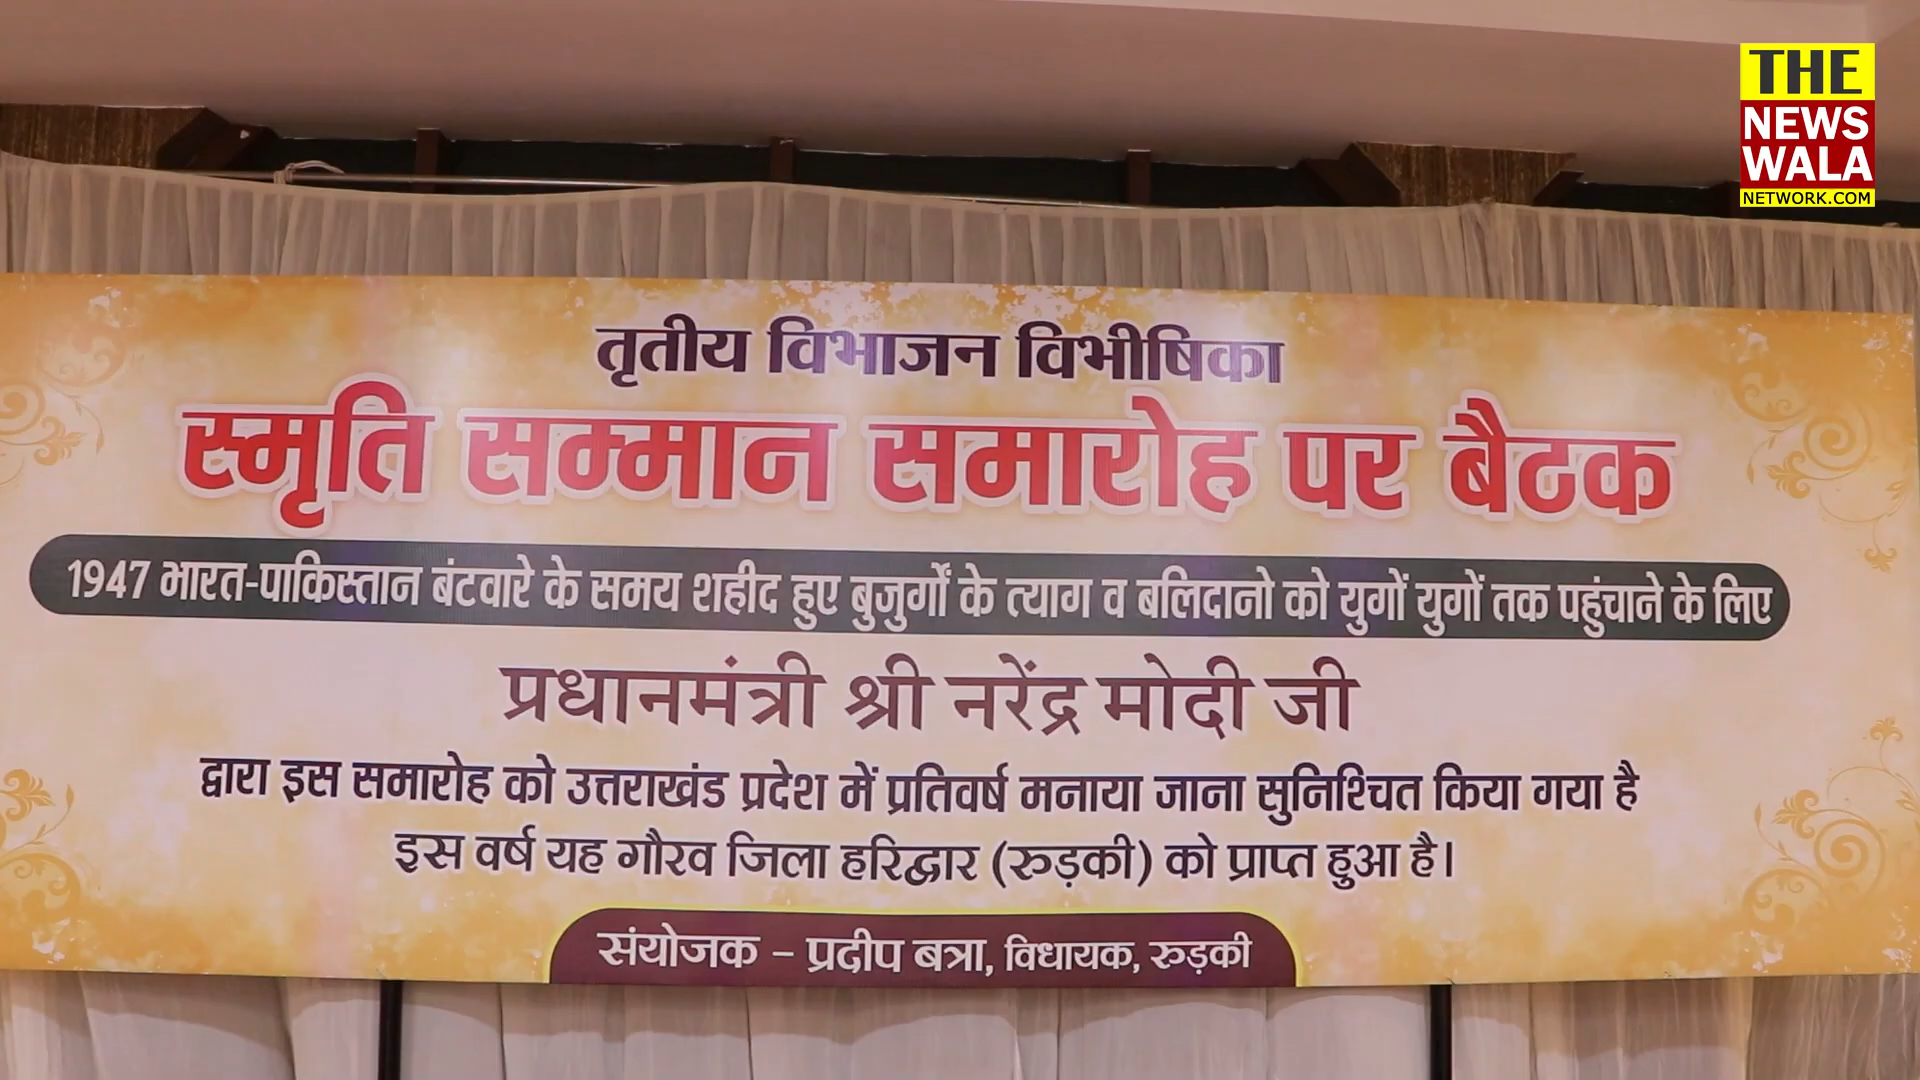 THE
NEWS
WALA
NETWORK.COM
तृतीय विभाजन विभीषिका
स्मृति सम्मान समारोह पर बैटक
1947 भारत-पाकिस्तान बंटवारे के समय शहीद हुए बुजुर्गों के त्याग व बलिदानो को युगों युगों तक पहुंचाने के लिए
प्रधानमंत्री श्री नरेंद्र मोदी जी
द्वारा इस समारोह को उत्तराखंड प्रदेश में प्रतिवर्ष मनाया जाना सुनिश्चित किया गया है
इस वर्ष यह गौरव जिला हरिद्वार (रुड़की) को प्राप्त हुआ है।
संयोजक – प्रदीप बत्रा, विधायक, रुड़की